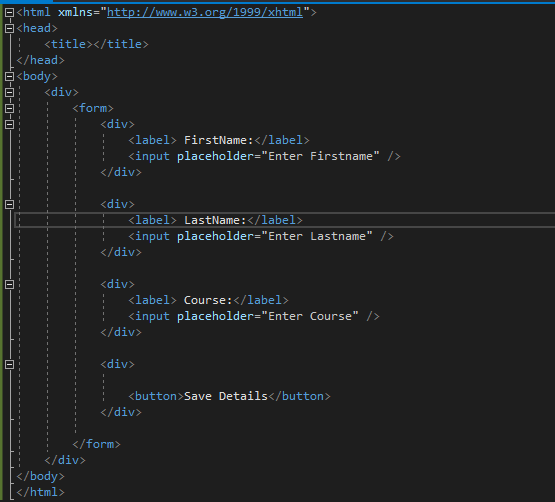 <html xmlns="http://www.w3.org/1999/xhtml">
<head>
    <title></title>
</head>
<body>
    <div>
        <form>
            <div>
                <label> FirstName:</label>
                <input placeholder="Enter Firstname" />
            </div>

            <div>
                <label> LastName:</label>
                <input placeholder="Enter Lastname" />
            </div>

            <div>
                <label> Course:</label>
                <input placeholder="Enter Course" />
            </div>

            <div>

                <button>Save Details</button>
            </div>

        </form>
    </div>
</body>
</html>